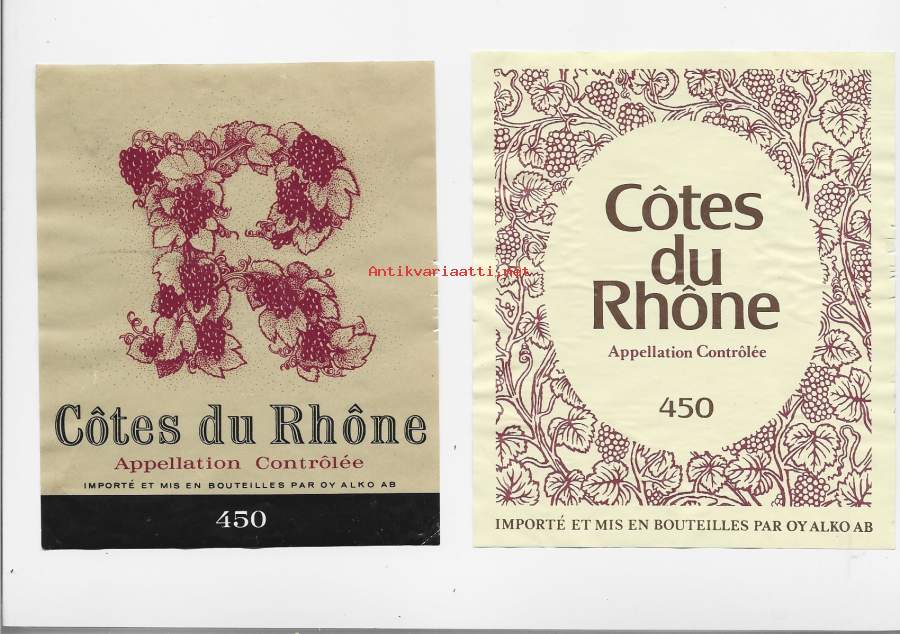 Côtes du Rhône
Appellation Contrôlée
IMPORTÉ ET MIS EN BOUTEILLES PAR OY ALKO AB
450
Côtes
du
Rhône
Appellation Contrôlée
450
IMPORTÉ ET MIS EN BOUTEILLES PAR OY ALKO AB
Antikvariaatti.net